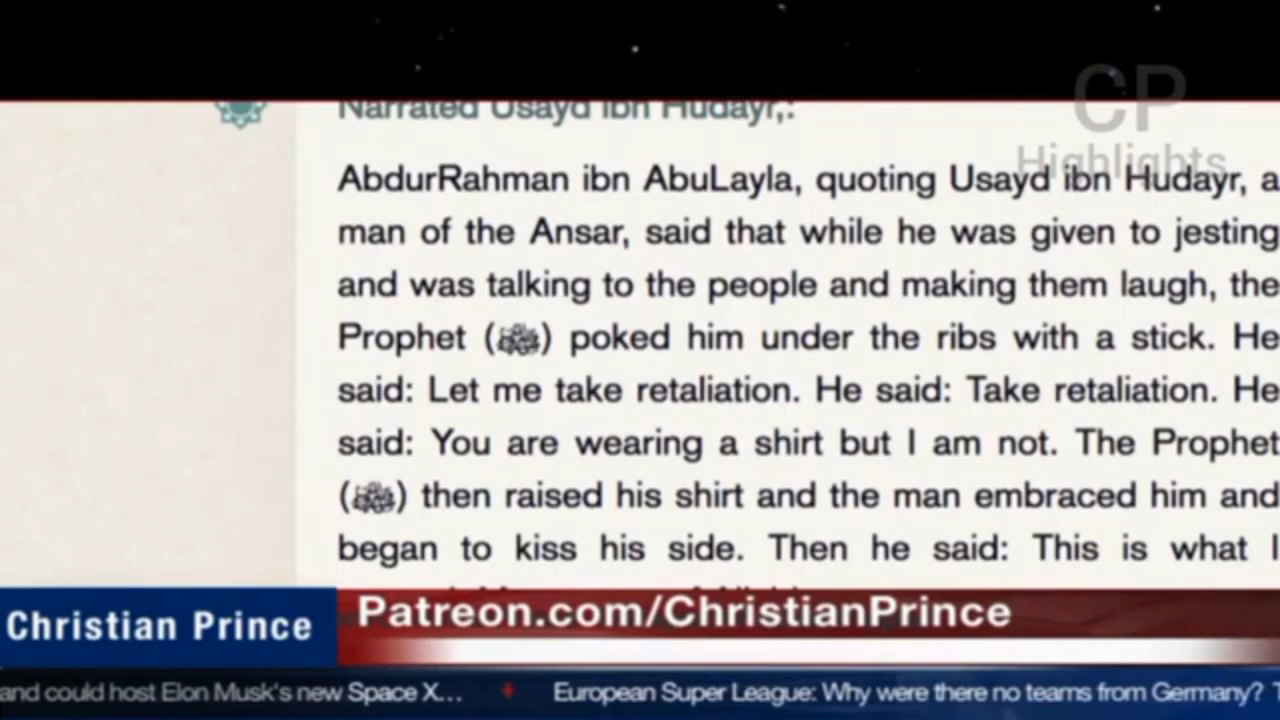 CP
Highlights
Narrated Usayd ibn Hudayr,:
AbdurRahman ibn AbuLayla, quoting Usayd ibn Hudayr, a
man of the Ansar, said that while he was given to jesting
and was talking to the people and making them laugh, the
Prophet (ﷺ) poked him under the ribs with a stick. He
said: Let me take retaliation. He said: Take retaliation. He
said: You are wearing a shirt but I am not. The Prophet
(ﷺ) then raised his shirt and the man embraced him and
began to kiss his side. Then he said: This is what I
Christian Prince
Patreon.com/ChristianPrince
and could host Elon Musk's new Space X... European Super League: Why were there no teams from Germany?